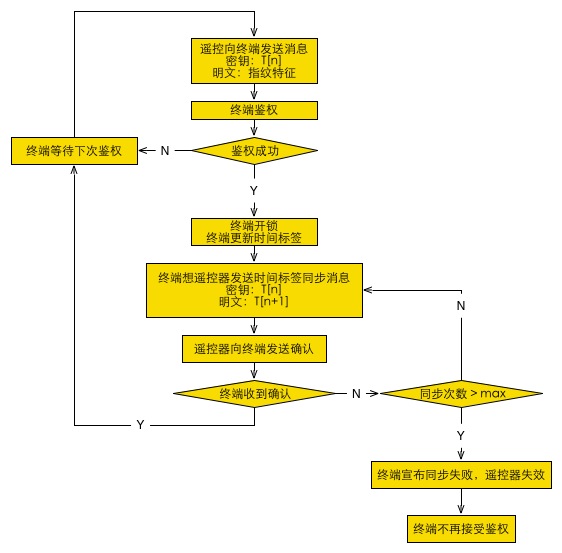 遥控向终端发送消息
密钥：T[n]
明文：指纹特征
终端鉴权
终端等待下次鉴权
N
鉴权成功
Y
终端开锁
终端更新时间标签
终端想遥控器发送时间标签同步消息
密钥：T[n]
明文：T[n+1]
N
遥控器向终端发送确认
终端收到确认
N
同步次数 > max
Y
Y
终端宣布同步失败，遥控器失效
终端不再接受鉴权